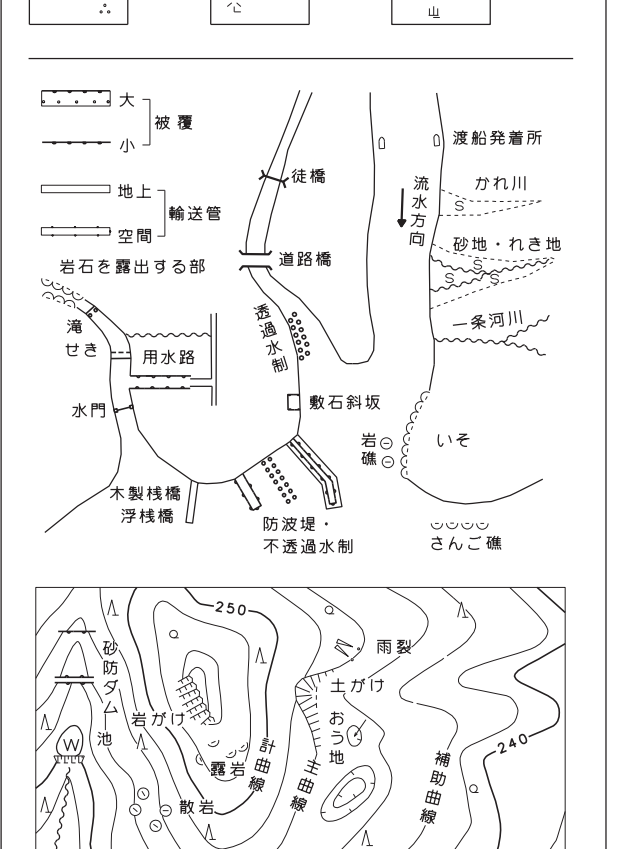 大
小
被覆
地上
空間
輸送管
岩石を露出する部
滝
せき
用水路
水門
木製桟橋
浮桟橋
徒橋
道路橋
透過水制
敷石斜坂
防波堤・
不透過水制
渡船発着所
流水方向
かれ川
S
砂地・れき地
S
S
S
一条河川
岩礁
いそ
さんご礁
250
砂防ダム
池
W
岩がけ
露岩
散岩
計曲線
主曲線
雨裂
土がけ
おう地
補助曲線
240